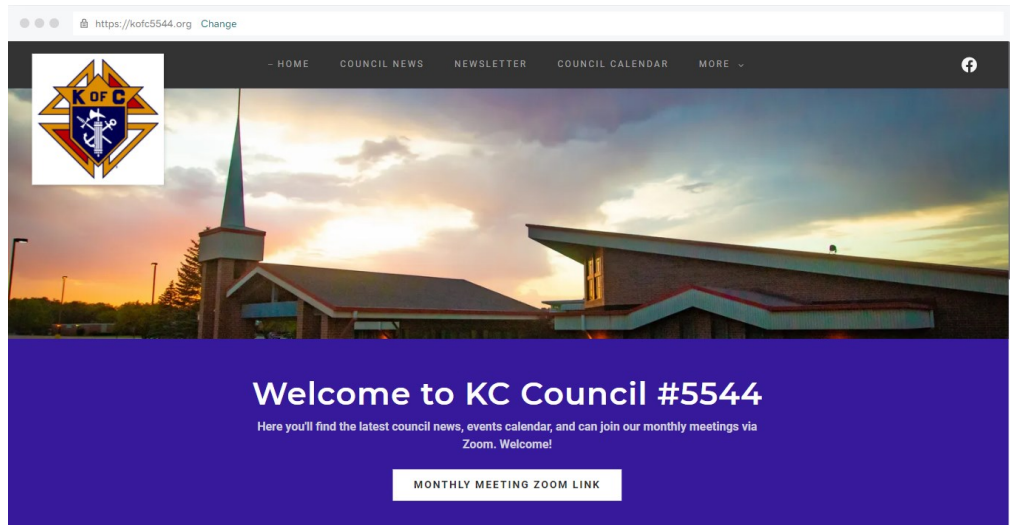 https://kofc5544.org Change
K OF C
– HOME COUNCIL NEWS NEWSLETTER COUNCIL CALENDAR MORE
Welcome to KC Council #5544
Here you'll find the latest council news, events calendar, and can join our monthly meetings via
Zoom. Welcome!
MONTHLY MEETING ZOOM LINK